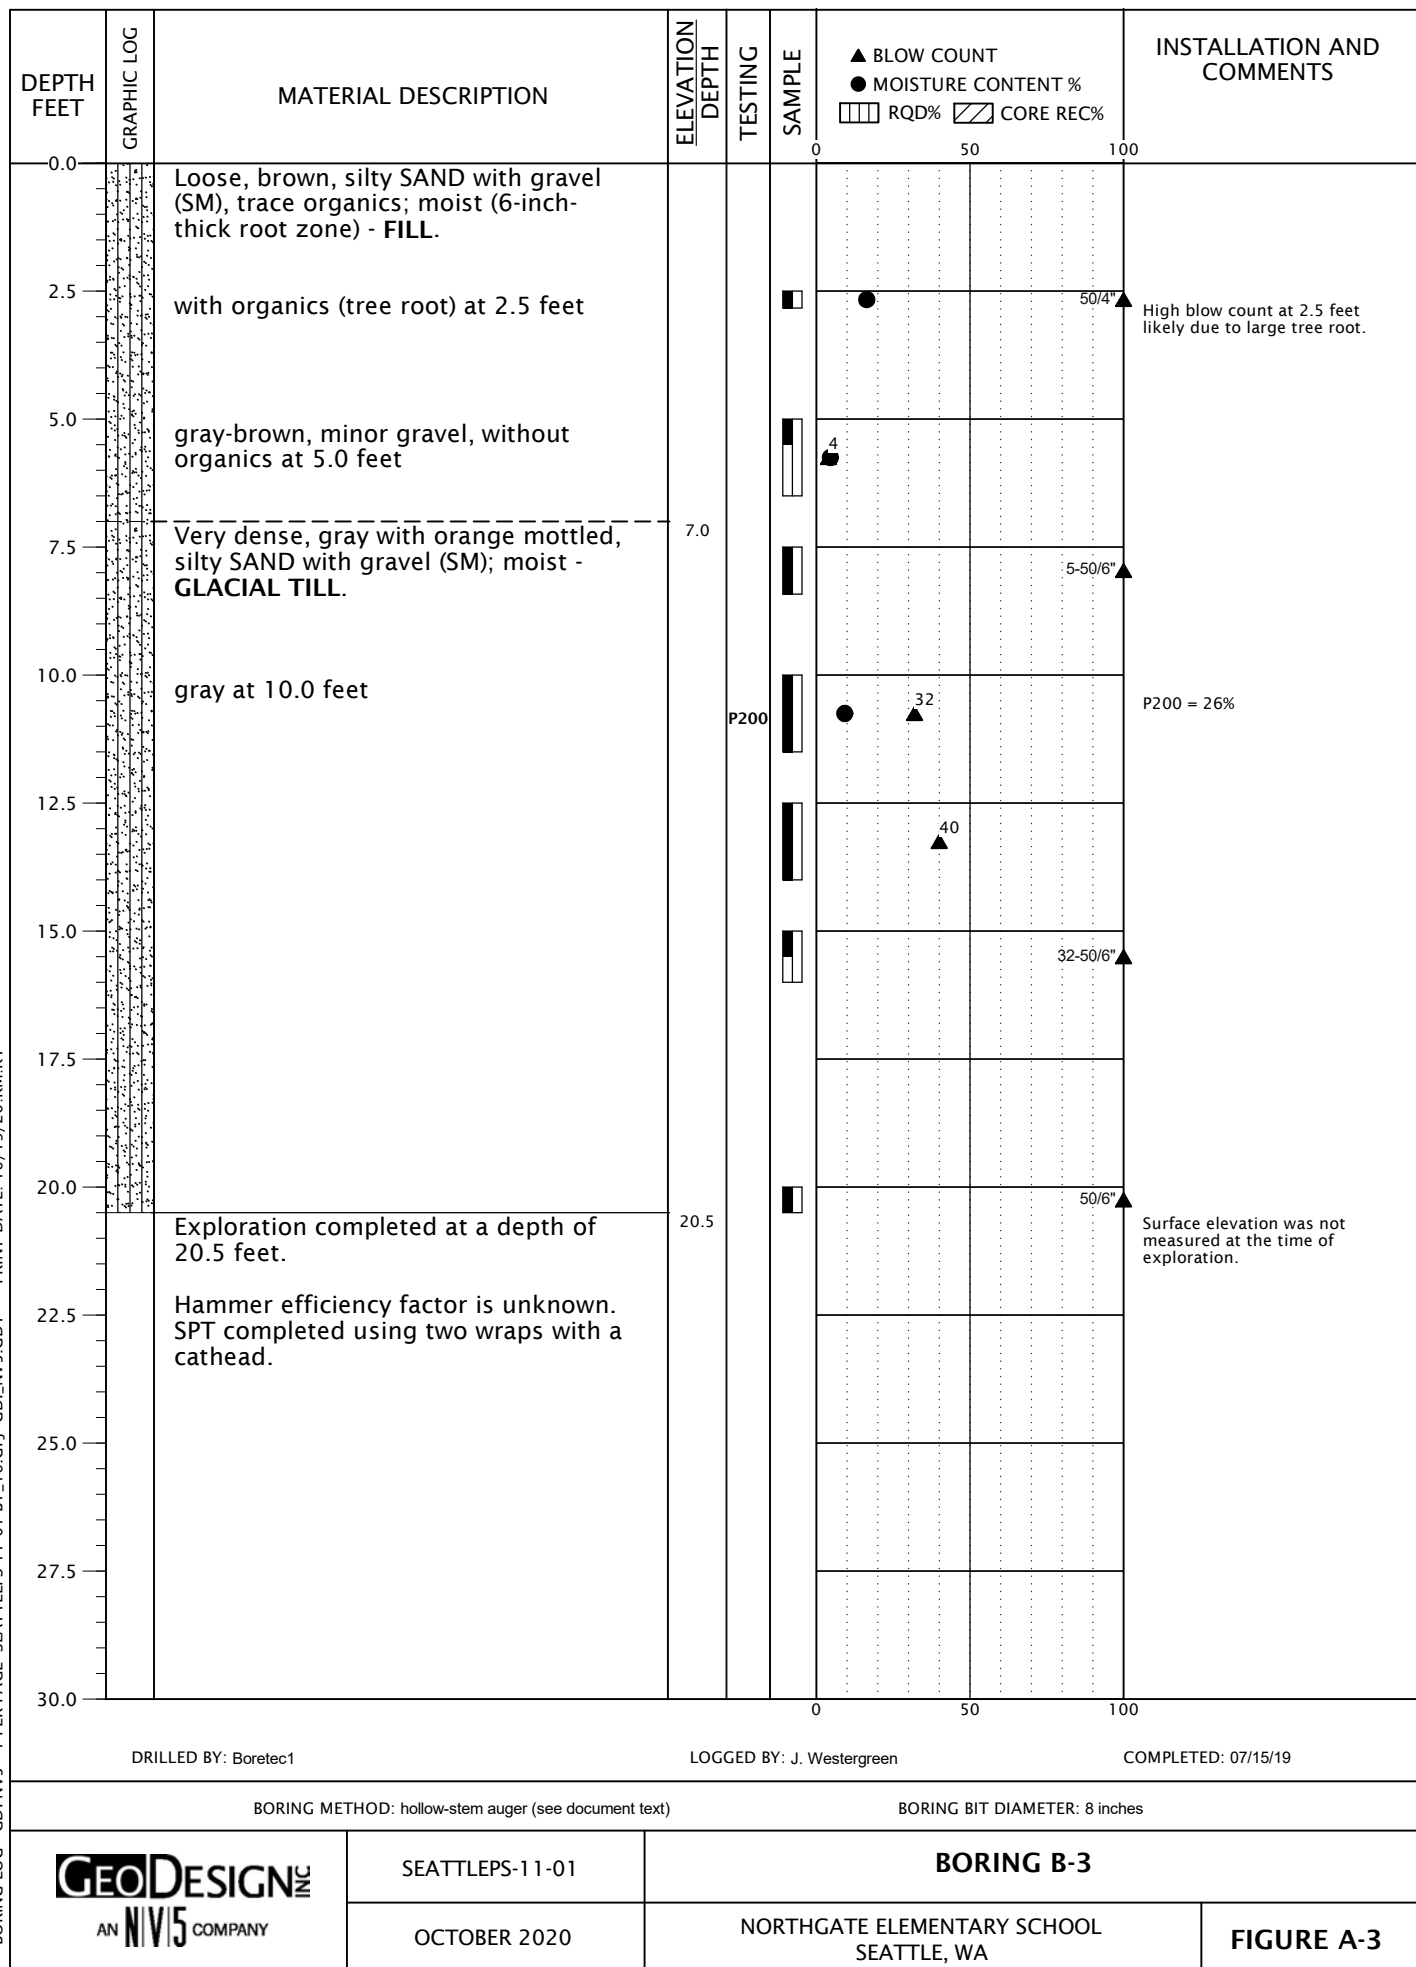 DEPTH
FEET
GRAPHIC LOG
MATERIAL DESCRIPTION
ELEVATION
DEPTH
TESTING
SAMPLE
▲ BLOW COUNT
● MOISTURE CONTENT %
RQD% CORE REC%
INSTALLATION AND
COMMENTS
0 50 100
0.0
Loose, brown, silty SAND with gravel
(SM), trace organics; moist (6-inch-
thick root zone) - FILL.
2.5
with organics (tree root) at 2.5 feet
50/4"
High blow count at 2.5 feet
likely due to large tree root.
5.0
gray-brown, minor gravel, without
organics at 5.0 feet
4
7.0
7.5
Very dense, gray with orange mottled,
silty SAND with gravel (SM); moist -
GLACIAL TILL.
5-50/6"
10.0
gray at 10.0 feet
P200
32
P200 = 26%
12.5
40
15.0
32-50/6"
17.5
20.0
50/6"
20.5
Exploration completed at a depth of
20.5 feet.
Surface elevation was not
measured at the time of
exploration.
22.5
Hammer efficiency factor is unknown.
SPT completed using two wraps with a
cathead.
25.0
27.5
30.0
0 50 100
DRILLED BY: Boretec1 LOGGED BY: J. Westergreen COMPLETED: 07/15/19
BORING METHOD: hollow-stem auger (see document text) BORING BIT DIAMETER: 8 inches
GEODESIGN INC
AN NV5 COMPANY
SEATTLEPS-11-01
OCTOBER 2020
BORING B-3
NORTHGATE ELEMENTARY SCHOOL
SEATTLE, WA
FIGURE A-3